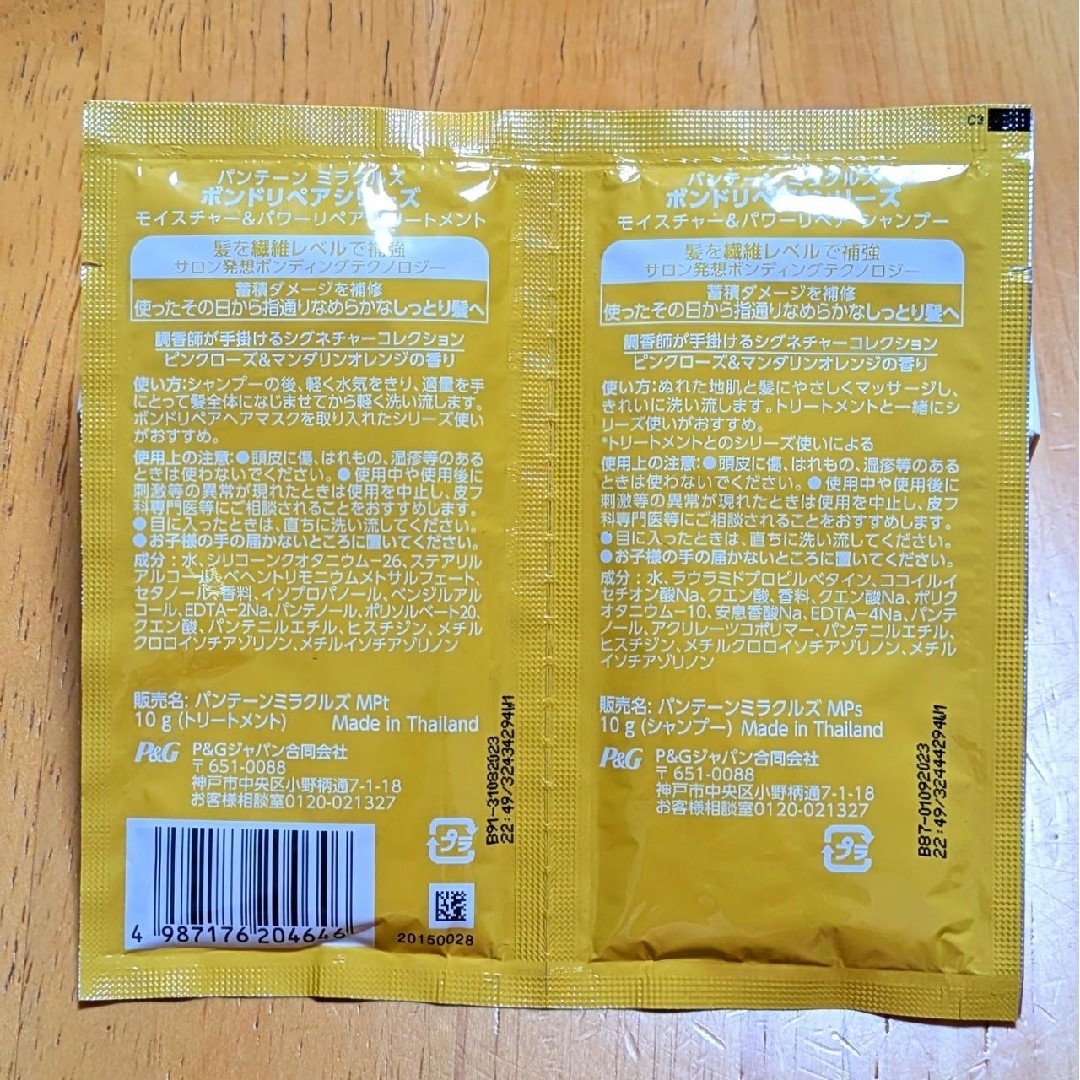 パンテーン ミラクルズ
ボンドリペアシリーズ
モイスチャー&パワーリペア トリートメント
髪を繊維レベルで補強
サロン発想ボンディングテクノロジー
蓄積ダメージを補修
使ったその日から指通りなめらかなしっとり髪へ
調香師が手掛けるシグネチャーコレクション
ピンクローズ&マンダリンオレンジの香り
使い方:シャンプーの後、軽く水気をきり、適量を手
にとって髪全体になじませてから軽く洗い流します。
ボンドリペアヘアマスクを取り入れたシリーズ使い
がおすすめ。
使用上の注意:●頭皮に傷、はれもの、湿疹等のある
ときは使わないでください。●使用中や使用後に
刺激等の異常が現れたときは使用を中止し、皮フ
科専門医等にご相談されることをおすすめします。
●目に入ったときは、直ちに洗い流してください。
●お子様の手の届かないところに置いてください。
成分:水、シリコーンクオタニウム-26、ステアリル
アルコール、ベヘントリモニウムメトサルフェート、
セタノール、香料、イソプロパノール、ベンジルアル
コール、EDTA-2Na、パンテノール、ポリソルベート20、
クエン酸、パンテニルエチル、ヒスチジン、メチル
クロロイソチアゾリノン、メチルイソチアゾリノン
販売名: パンテーンミラクルズ MPt
10 g (トリートメント) Made in Thailand
P&G P&Gジャパン合同会社
〒651-0088
神戸市中央区小野柄通7-1-18
お客様相談室0120-021327
プラ
4 987176 204646
20150028
B91-31082023
22:49/32434294W1
C3
パンテーン ミラクルズ
ボンドリペアシリーズ
モイスチャー&パワーリペア シャンプー
髪を繊維レベルで補強
サロン発想ボンディングテクノロジー
蓄積ダメージを補修
使ったその日から指通りなめらかなしっとり髪へ
調香師が手掛けるシグネチャーコレクション
ピンクローズ&マンダリンオレンジの香り
使い方:ぬれた地肌と髪にやさしくマッサージし、
きれいに洗い流します。トリートメントと一緒にシ
リーズ使いがおすすめ。
*トリートメントとのシリーズ使いによる
使用上の注意:●頭皮に傷、はれもの、湿疹等のある
ときは使わないでください。●使用中や使用後に
刺激等の異常が現れたときは使用を中止し、皮フ
科専門医等にご相談されることをおすすめします。
●目に入ったときは、直ちに洗い流してください。
●お子様の手の届かないところに置いてください。
成分:水、ラウラミドプロピルベタイン、ココイルイ
セチオン酸Na、クエン酸、香料、クエン酸Na、ポリク
オタニウム-10、安息香酸Na、EDTA-4Na、パンテ
ノール、アクリレーツコポリマー、パンテニルエチル、
ヒスチジン、メチルクロロイソチアゾリノン、メチル
イソチアゾリノン
販売名: パンテーンミラクルズ MPs
10 g (シャンプー) Made in Thailand
P&G P&Gジャパン合同会社
〒651-0088
神戸市中央区小野柄通7-1-18
お客様相談室0120-021327
プラ
B87-01092023
22:49/32444294W1